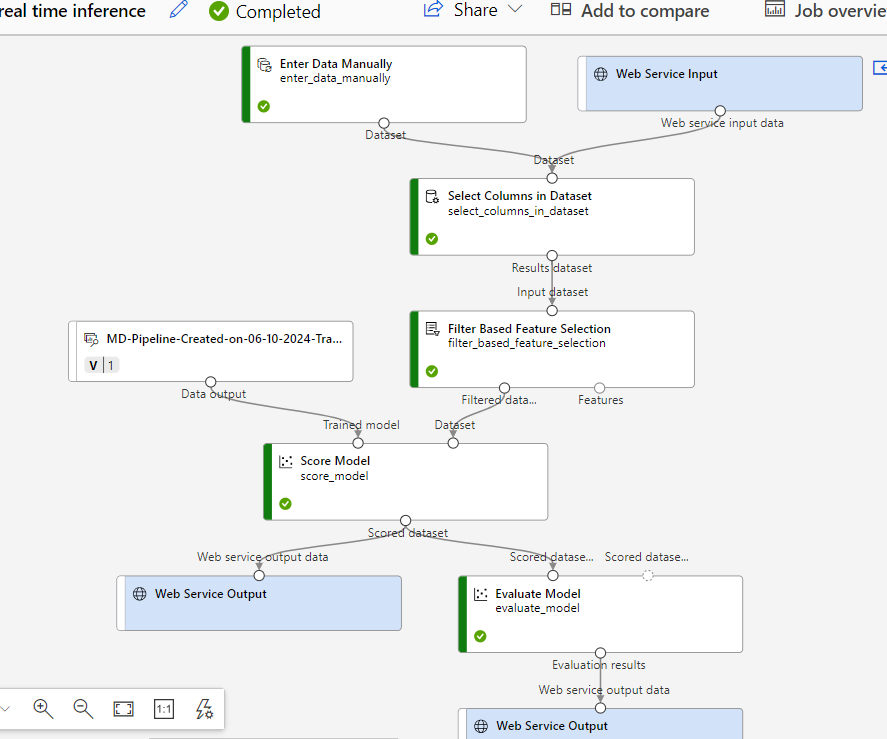 real time inference
Completed
Share
Add to compare
Job overvie
Enter Data Manually
enter_data_manually
Web Service Input
Dataset
Web service input data
Dataset
Select Columns in Dataset
select_columns_in_dataset
Results dataset
Input dataset
Filter Based Feature Selection
filter_based_feature_selection
MD-Pipeline-Created-on-06-10-2024-Tra...
V 1
Data output
Filtered data...
Features
Trained model
Dataset
Score Model
score_model
Scored dataset
Web service output data
Scored datase...
Scored datase...
Web Service Output
Evaluate Model
evaluate_model
Evaluation results
Web service output data
Web Service Output
1:1